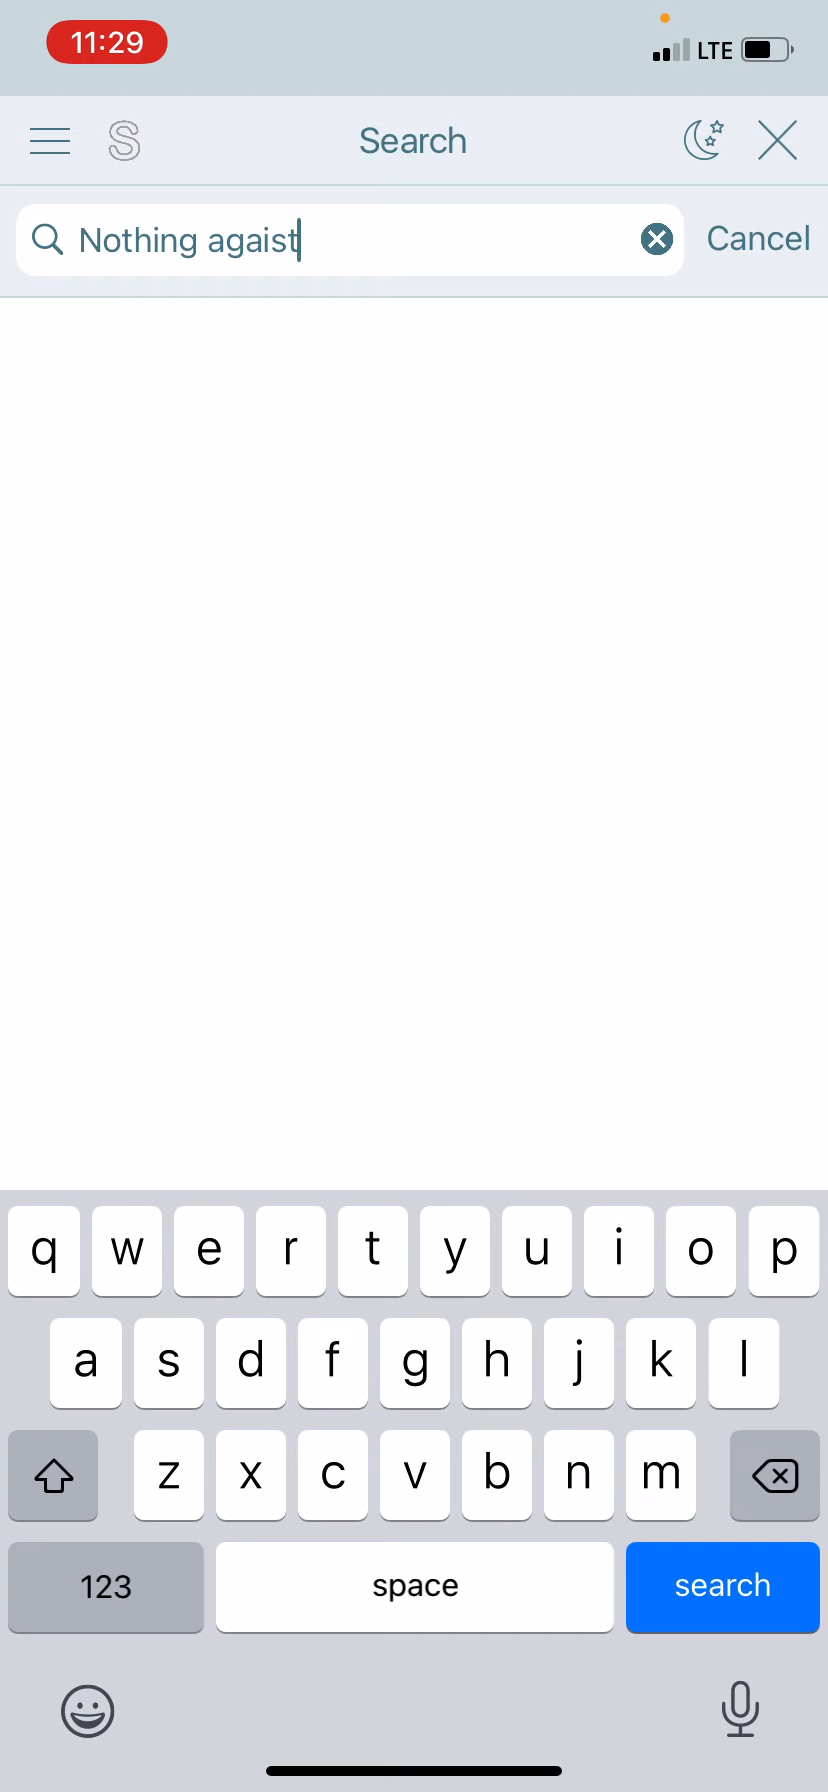 11:29
LTE
S
Search
Nothing agaist
Cancel
q w e r t y u i o p
a s d f g h j k l
z x c v b n m
123
space
search